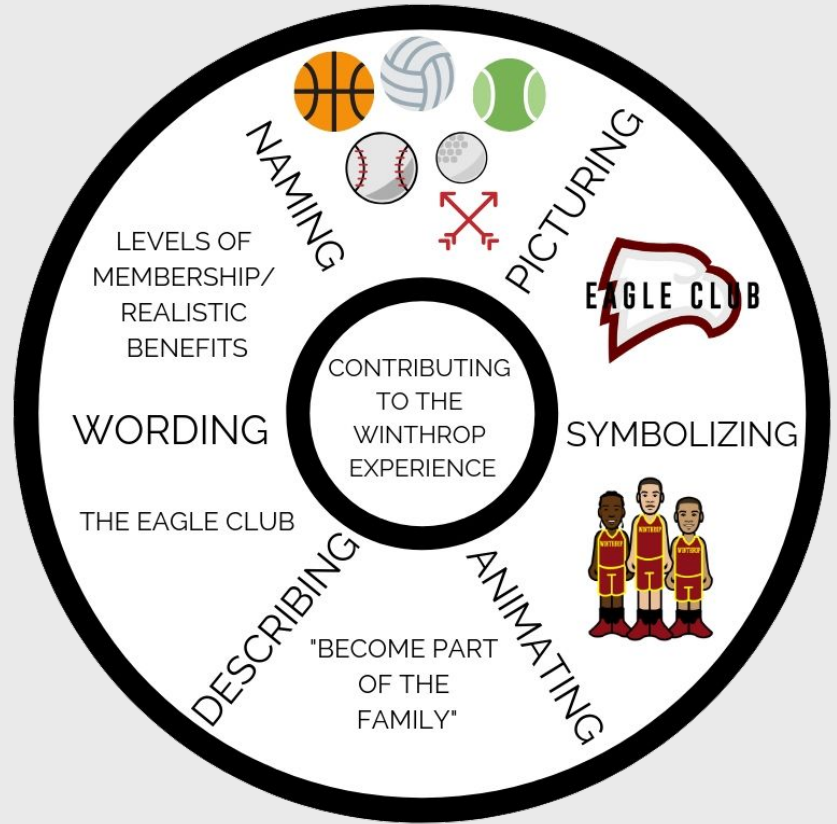 NAMING
PICTURING
LEVELS OF
MEMBERSHIP/
REALISTIC
BENEFITS
EAGLE CLUB
CONTRIBUTING
TO THE
WINTHROP
EXPERIENCE
WORDING
SYMBOLIZING
THE EAGLE CLUB
WINTHROP
WINTHROP
WINTHROP
DESCRIBING
ANIMATING
"BECOME PART
OF THE
FAMILY"